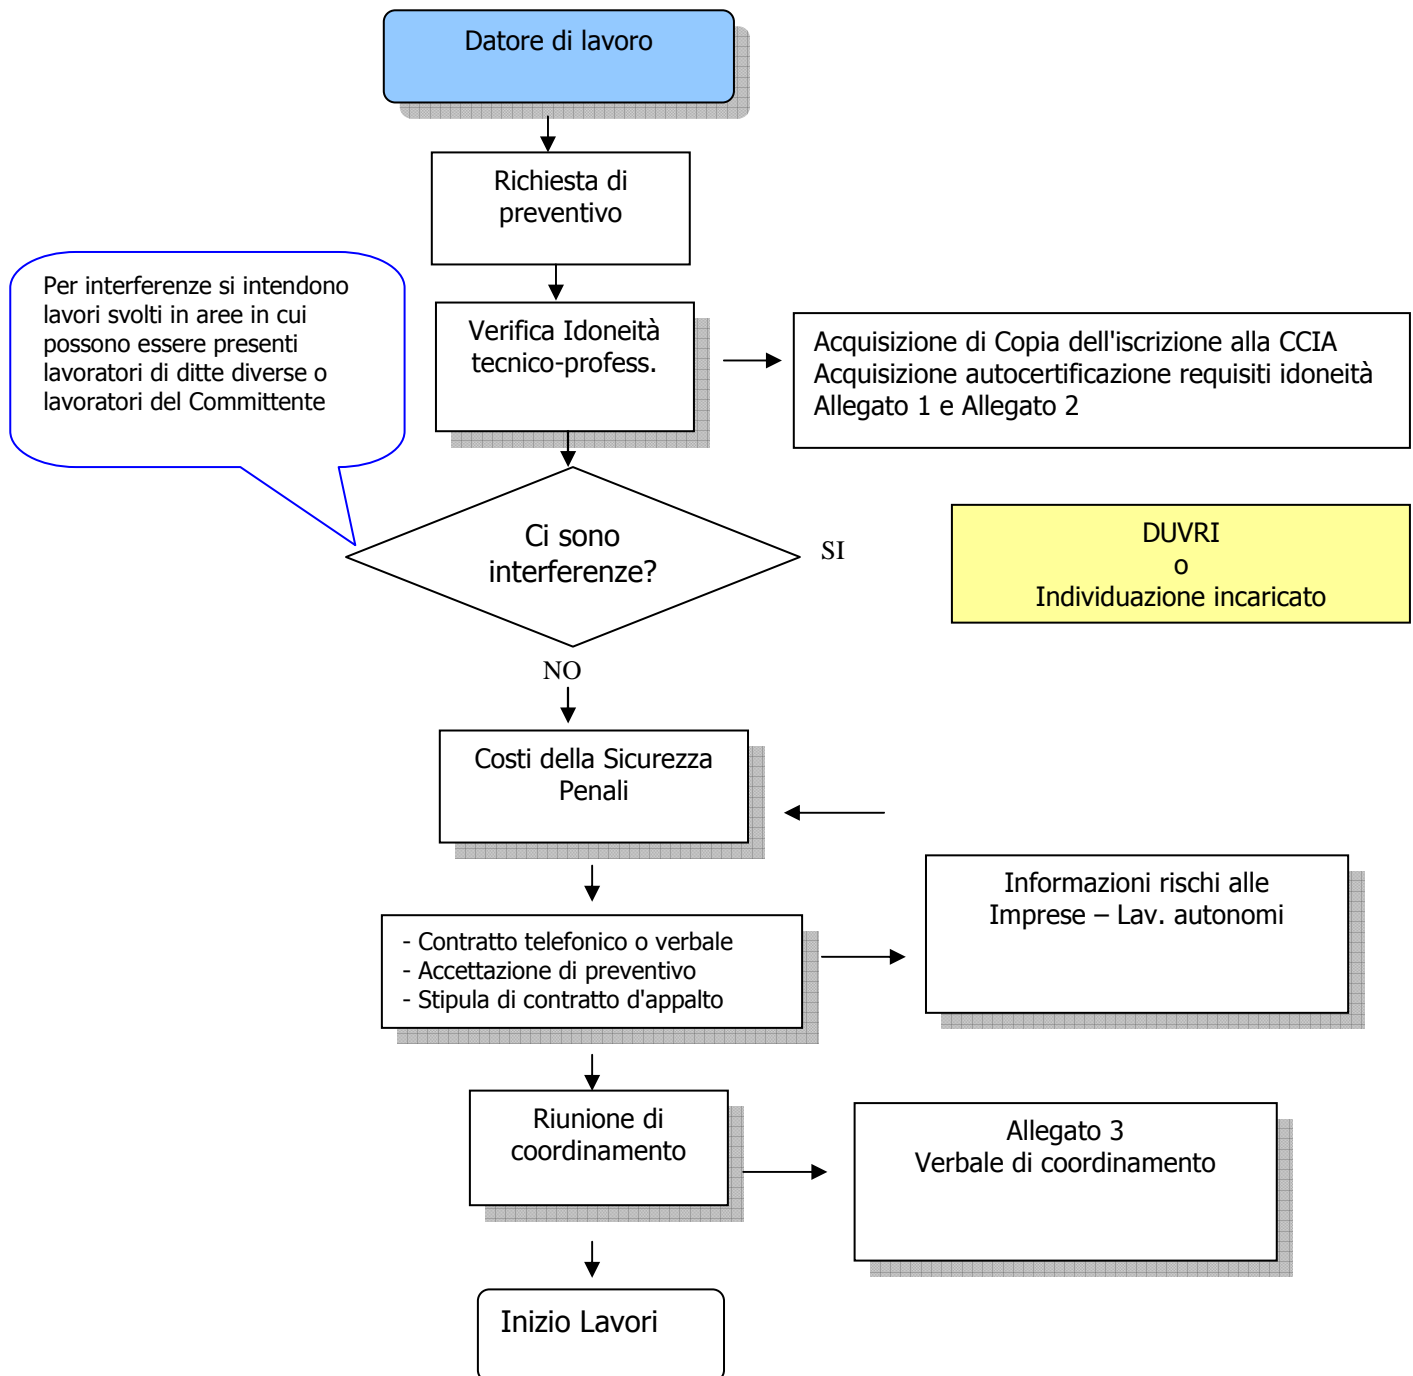 Datore di lavoro
Richiesta di
preventivo
Per interferenze si intendono
lavori svolti in aree in cui
possono essere presenti
lavoratori di ditte diverse o
lavoratori del Committente
Verifica Idoneità
tecnico-profess.
Acquisizione di Copia dell'iscrizione alla CCIA
Acquisizione autocertificazione requisiti idoneità
Allegato 1 e Allegato 2
Ci sono
interferenze?
SI
DUVRI
o
Individuazione incaricato
NO
Costi della Sicurezza
Penali
Informazioni rischi alle
Imprese – Lav. autonomi
- Contratto telefonico o verbale
- Accettazione di preventivo
- Stipula di contratto d'appalto
Riunione di
coordinamento
Allegato 3
Verbale di coordinamento
Inizio Lavori